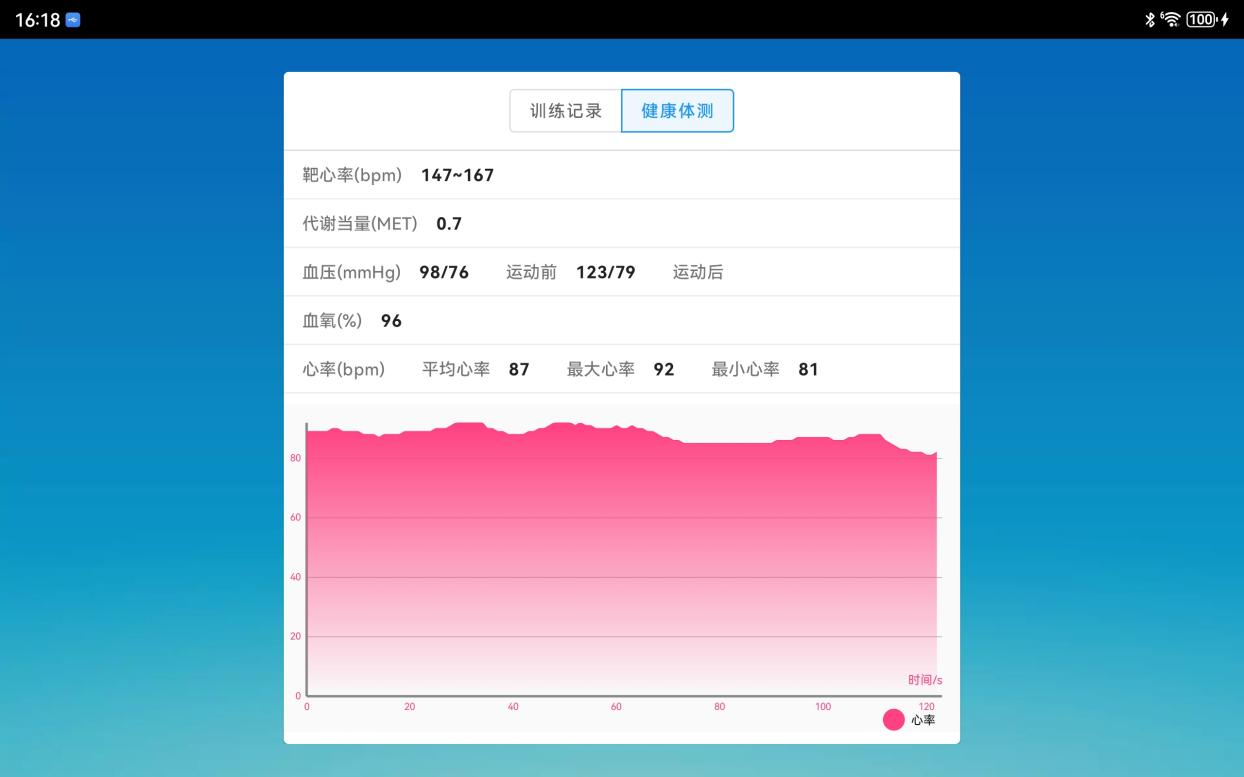 16:18
6
100
训练记录 健康体测
靶心率(bpm) 147~167
代谢当量(MET) 0.7
血压(mmHg) 98/76 运动前 123/79 运动后
血氧(%) 96
心率(bpm) 平均心率 87 最大心率 92 最小心率 81
80
60
40
20
0
时间/s
0 20 40 60 80 100 120
心率